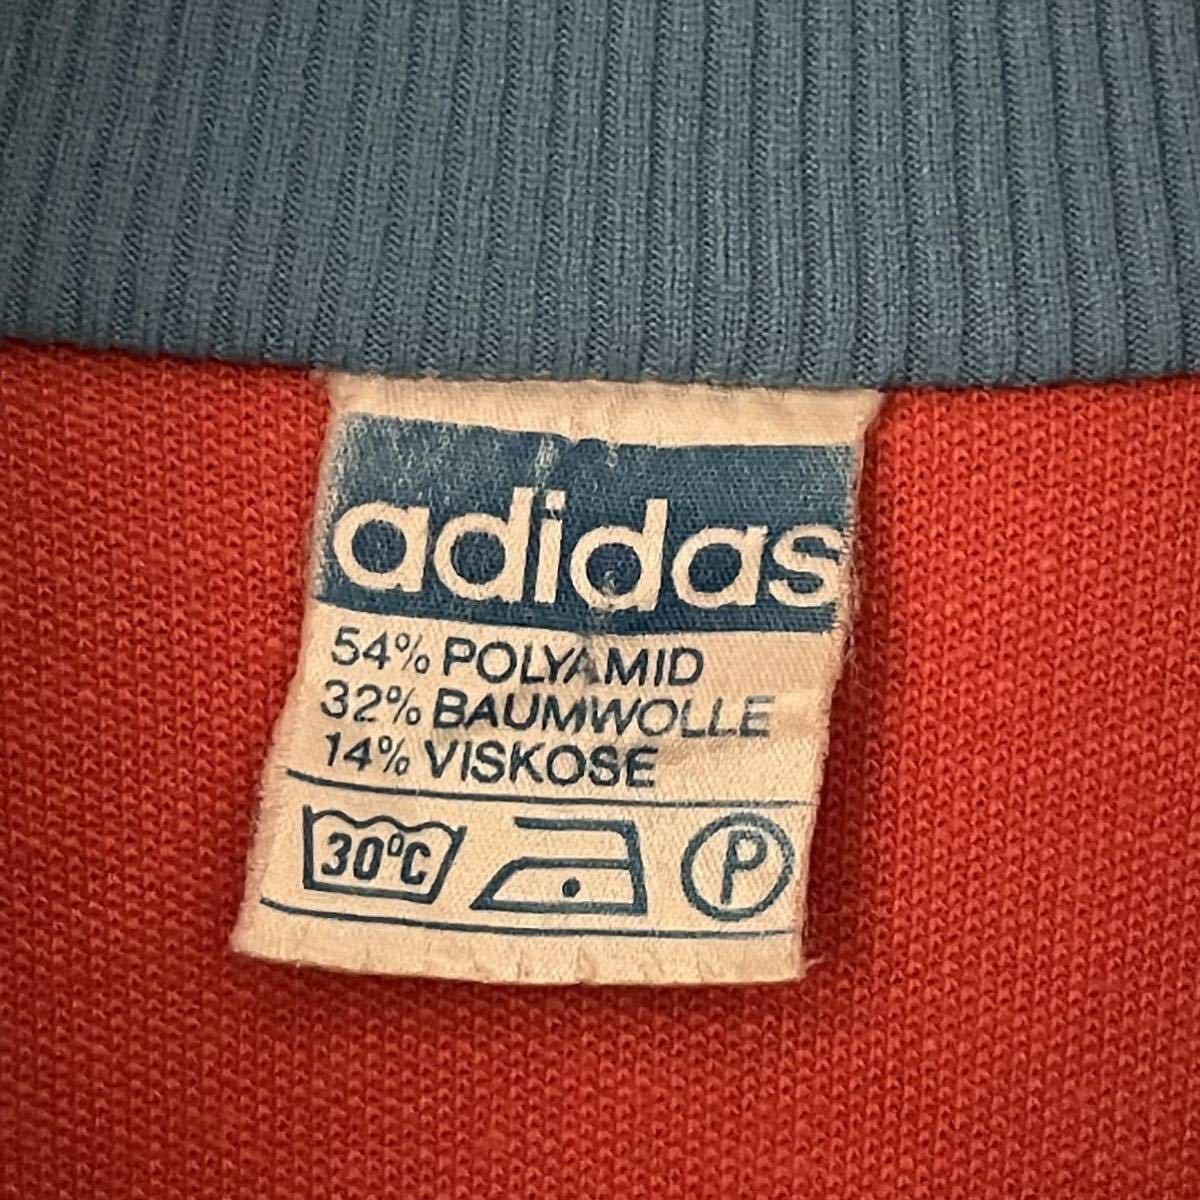 adidas
54% POLYAMID
32% BAUMWOLLE
14% VISKOSE
30°C P